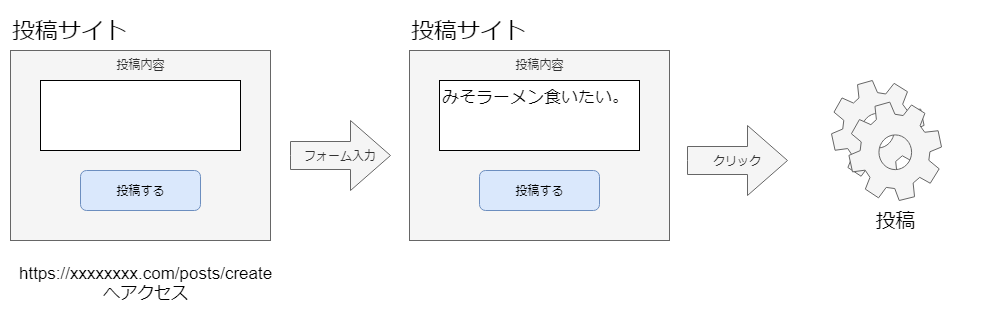 投稿サイト
投稿内容
投稿する
https://xxxxxxxx.com/posts/create
へアクセス
フォーム入力
投稿サイト
投稿内容
みそラーメン食いたい。
投稿する
クリック
投稿